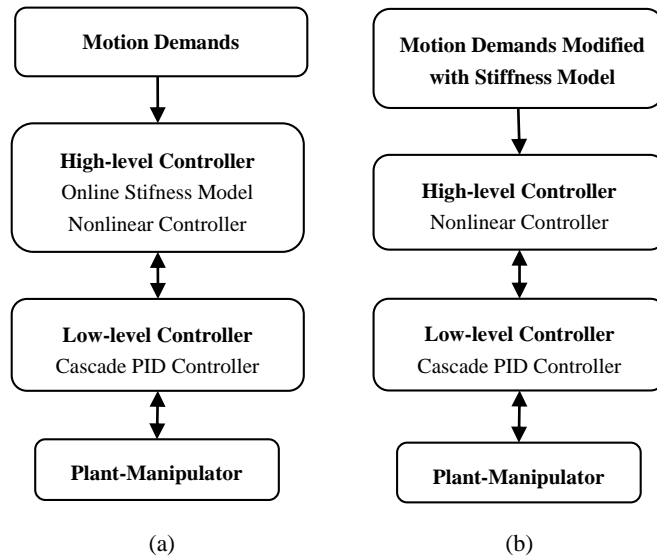 Motion Demands
High-level Controller
Online Stifness Model
Nonlinear Controller
Low-level Controller
Cascade PID Controller
Plant-Manipulator
(a)
Motion Demands Modified
with Stiffness Model
High-level Controller
Nonlinear Controller
Low-level Controller
Cascade PID Controller
Plant-Manipulator
(b)